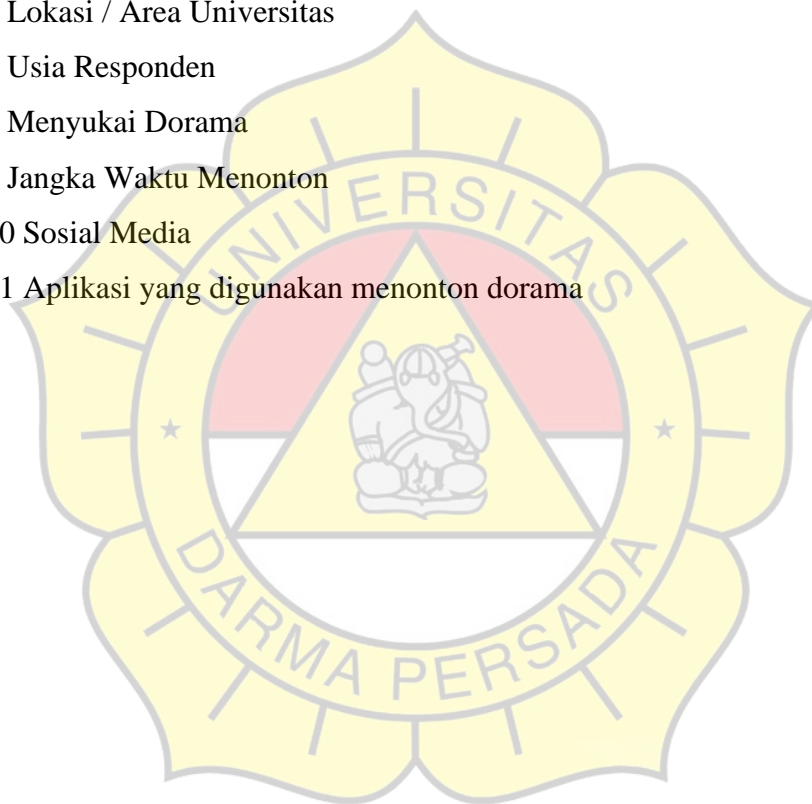 Lokasi / Area Universitas
Usia Responden
Menyukai Dorama
Jangka Waktu Menonton
0 Sosial Media
1 Aplikasi yang digunakan menonton dorama
UNIVERSITAS
DARMA PERSADA